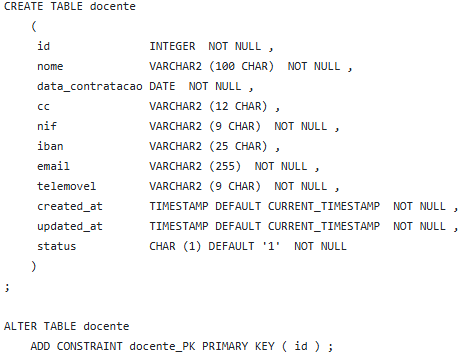 CREATE TABLE docente
(
id INTEGER NOT NULL ,
nome VARCHAR2 (100 CHAR) NOT NULL ,
data_contratacao DATE NOT NULL ,
cc VARCHAR2 (12 CHAR) ,
nif VARCHAR2 (9 CHAR) NOT NULL ,
iban VARCHAR2 (25 CHAR) ,
email VARCHAR2 (255) NOT NULL ,
telemovel VARCHAR2 (9 CHAR) NOT NULL ,
created_at TIMESTAMP DEFAULT CURRENT_TIMESTAMP NOT NULL ,
updated_at TIMESTAMP DEFAULT CURRENT_TIMESTAMP NOT NULL ,
status CHAR (1) DEFAULT '1' NOT NULL
)
;
ALTER TABLE docente
ADD CONSTRAINT docente_PK PRIMARY KEY ( id ) ;